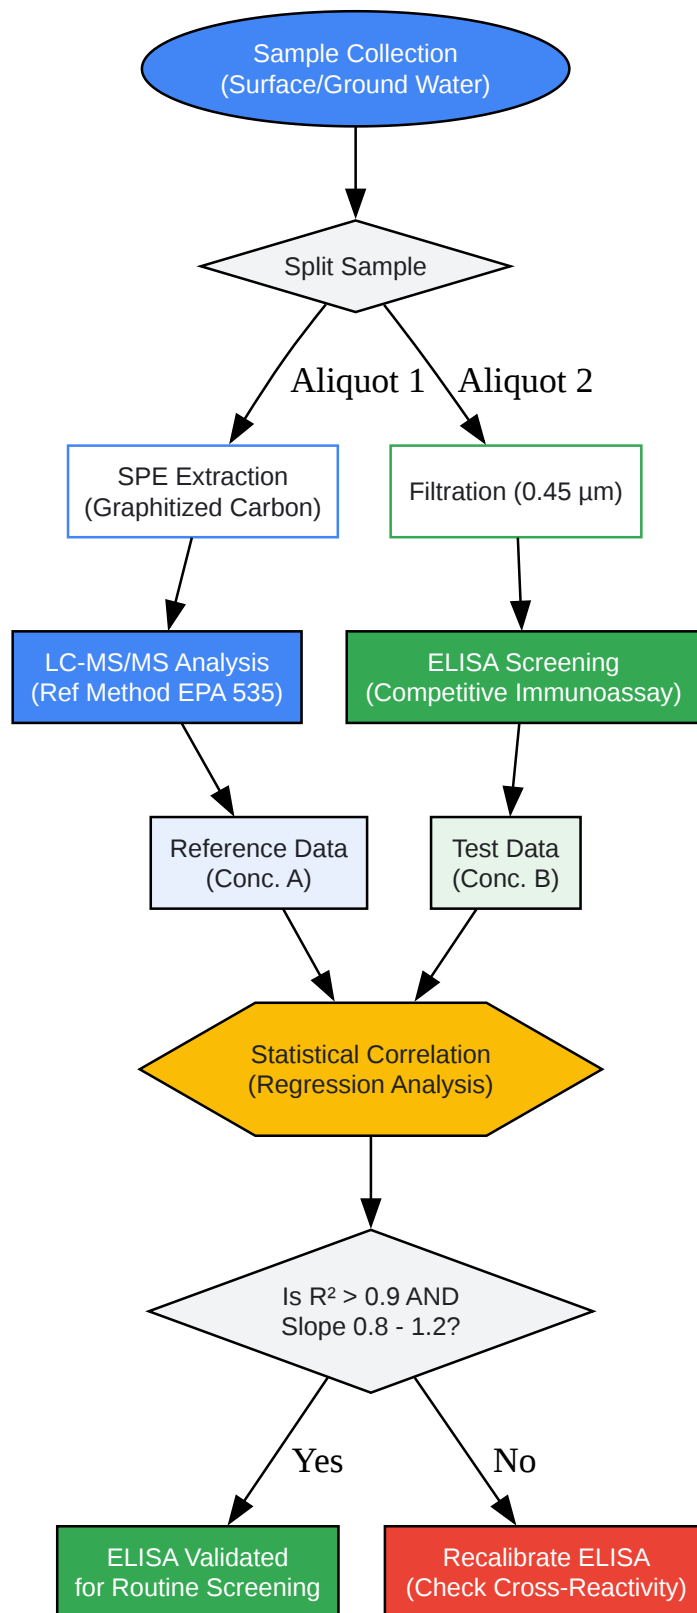 Sample Collection
(Surface/Ground Water)
Split Sample
Aliquot 1
Aliquot 2
SPE Extraction
(Graphitized Carbon)
Filtration (0.45 µm)
LC-MS/MS Analysis
(Ref Method EPA 535)
ELISA Screening
(Competitive Immunoassay)
Reference Data
(Conc. A)
Test Data
(Conc. B)
Statistical Correlation
(Regression Analysis)
Is R² > 0.9 AND
Slope 0.8 - 1.2?
Yes
No
ELISA Validated
for Routine Screening
Recalibrate ELISA
(Check Cross-Reactivity)